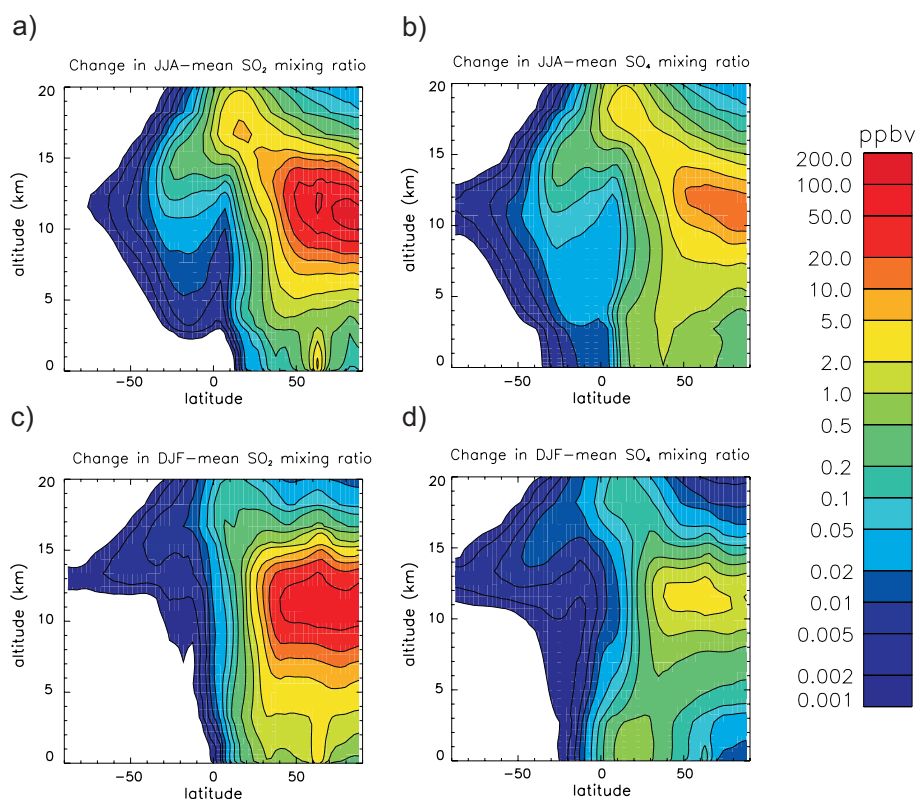 a)
Change in JJA-mean SO₂ mixing ratio
20
15
10
5
0
altitude (km)
-50 0 50
latitude
b)
Change in JJA-mean SO₄ mixing ratio
20
15
10
5
0
altitude (km)
-50 0 50
latitude
c)
Change in DJF-mean SO₂ mixing ratio
20
15
10
5
0
altitude (km)
-50 0 50
latitude
d)
Change in DJF-mean SO₄ mixing ratio
20
15
10
5
0
altitude (km)
-50 0 50
latitude
ppbv
200.0
100.0
50.0
20.0
10.0
5.0
2.0
1.0
0.5
0.2
0.1
0.05
0.02
0.01
0.005
0.002
0.001